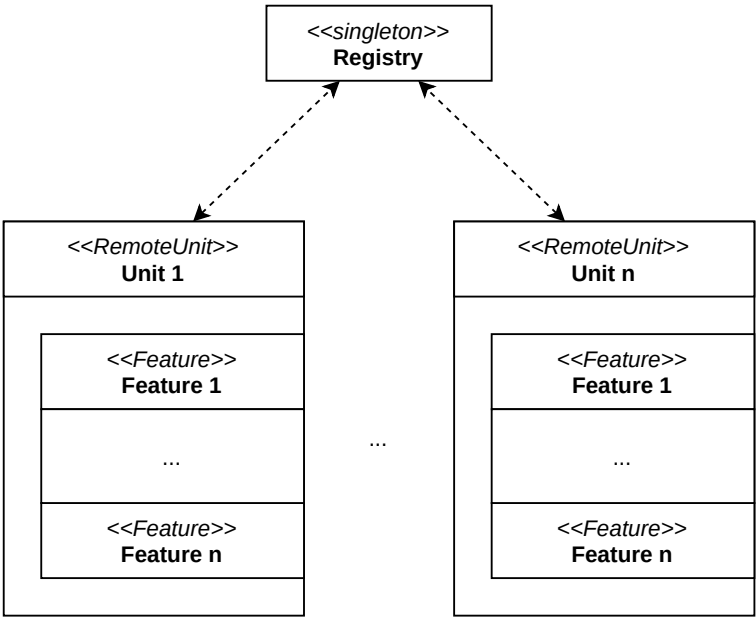 <<singleton>>
Registry
<<RemoteUnit>>
Unit 1
<<Feature>>
Feature 1
...
<<Feature>>
Feature n
...
<<RemoteUnit>>
Unit n
<<Feature>>
Feature 1
...
<<Feature>>
Feature n